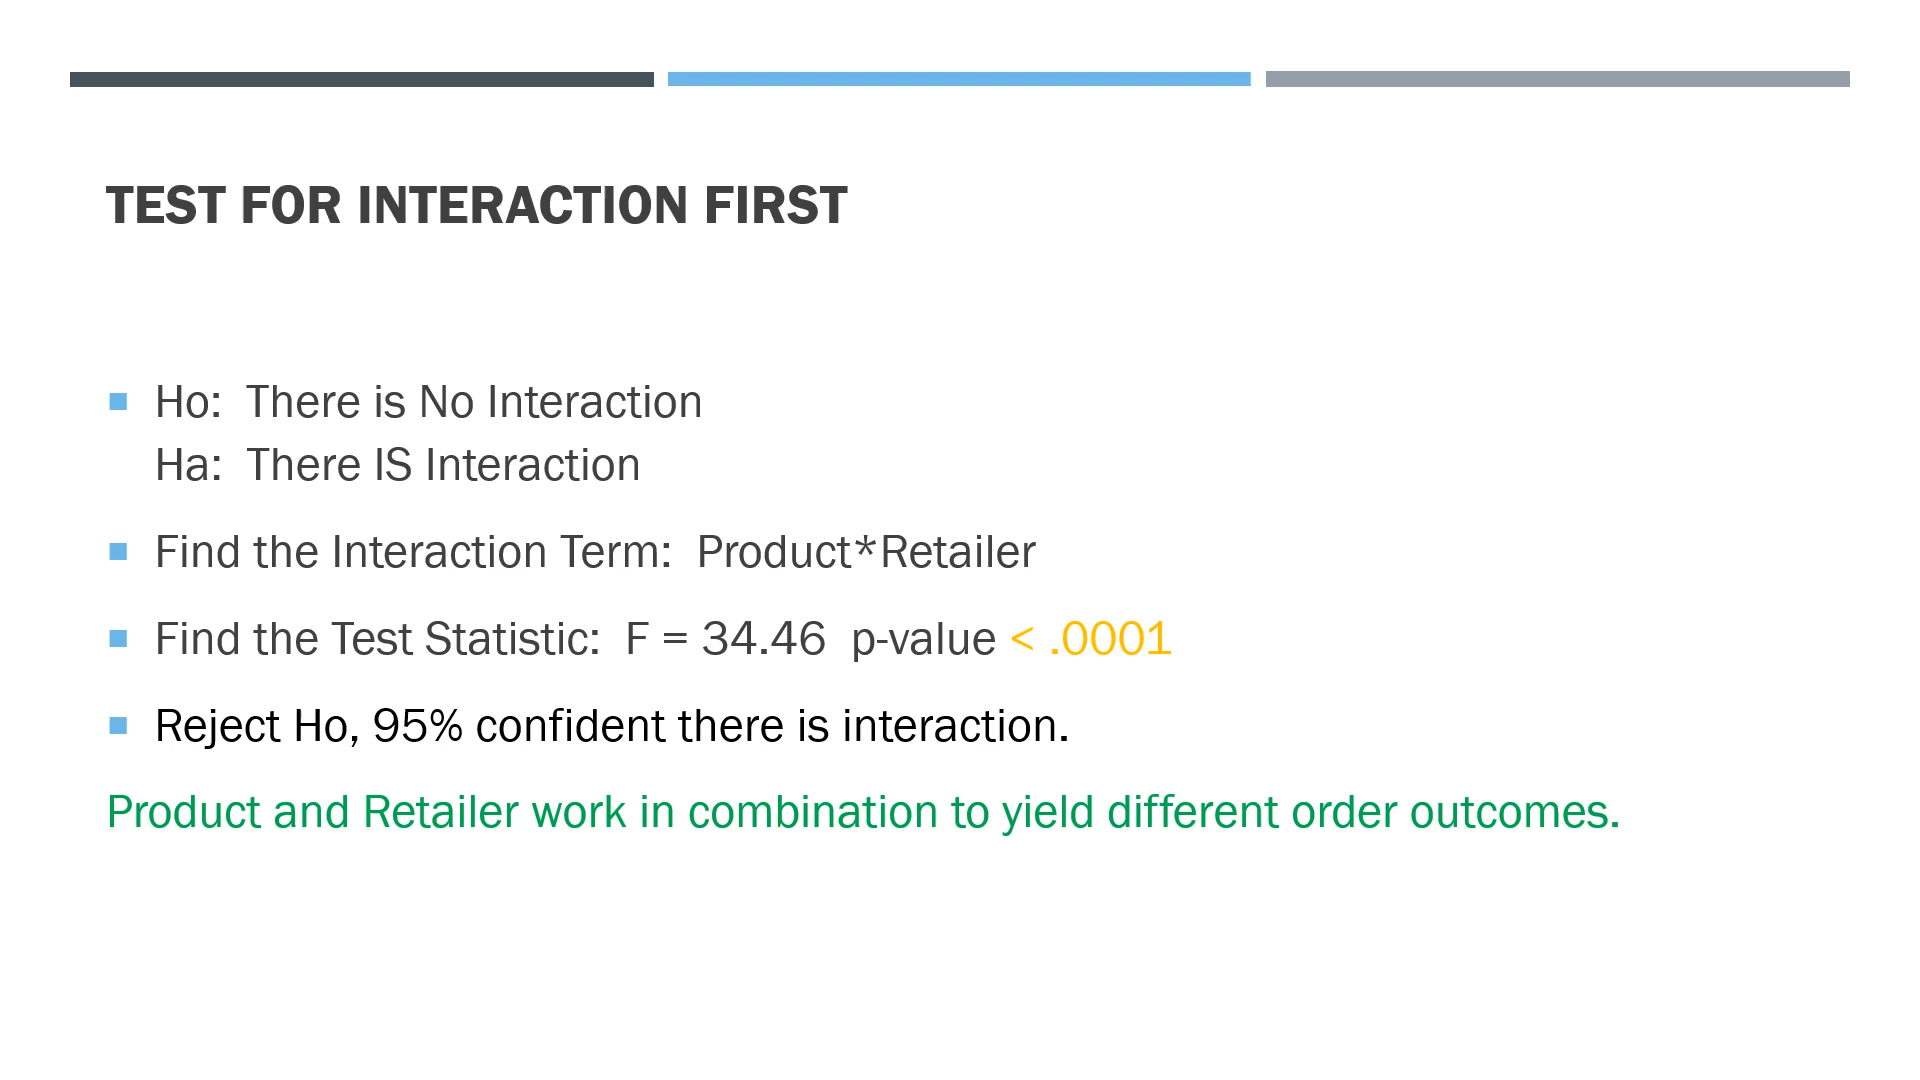 TEST FOR INTERACTION FIRST
Ho: There is No Interaction
Ha: There IS Interaction
Find the Interaction Term: Product*Retailer
Find the Test Statistic: F = 34.46 p-value < .0001
Reject Ho, 95% confident there is interaction.
Product and Retailer work in combination to yield different order outcomes.